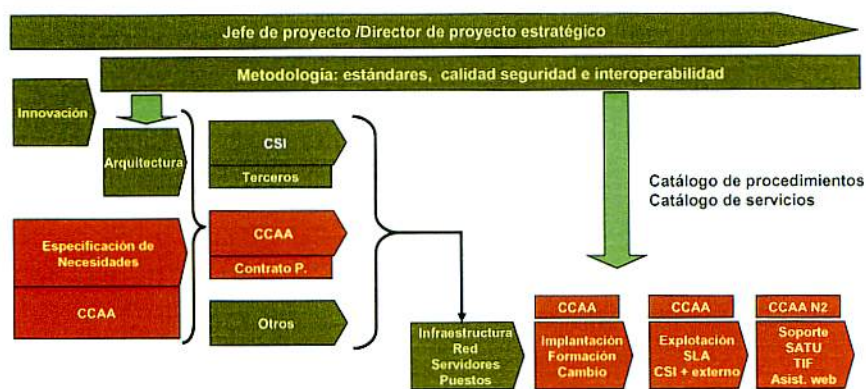 Jefe de proyecto /Director de proyecto estratégico
Metodología: estándares, calidad seguridad e interoperabilidad
Innovación
Arquitectura
CSI
Terceros
Catálogo de procedimientos
Catálogo de servicios
Especificación de
Necesidades
CCAA
CCAA
Contrato P.
Otros
Infraestructura
Red
Servidores
Puestos
CCAA
Implantación
Formación
Cambio
CCAA
Explotación
SLA
CSI + externo
CCAA N2
Soporte
SATU
TIF
Asist. web